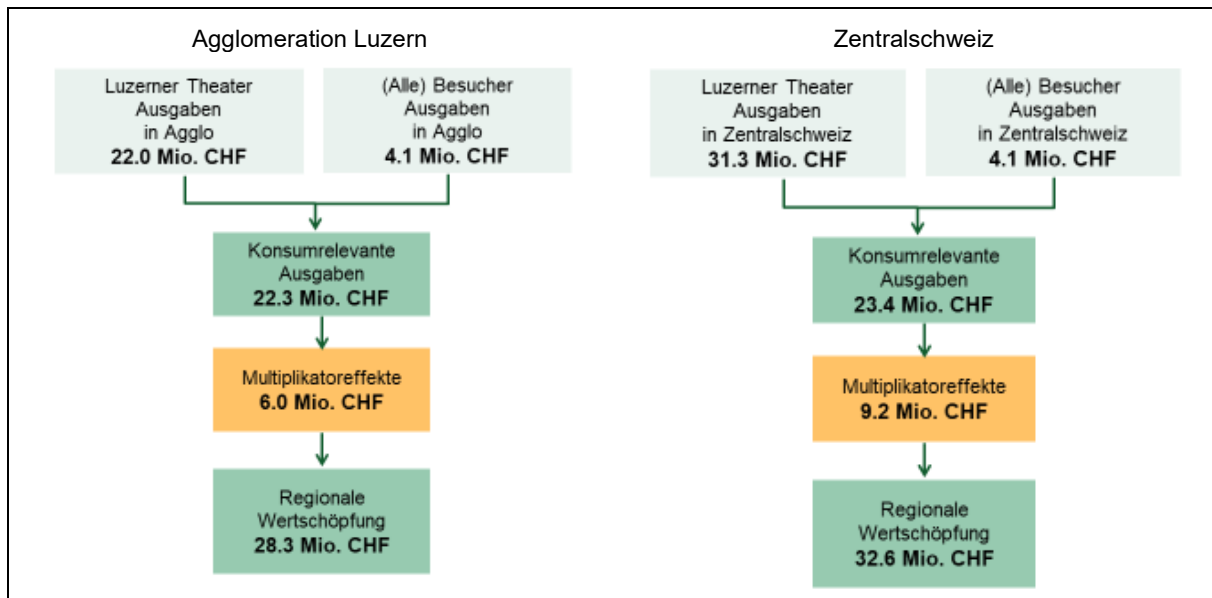 Agglomeration Luzern
Luzerner Theater
Ausgaben
in Agglo
22.0 Mio. CHF
(Alle) Besucher
Ausgaben
in Agglo
4.1 Mio. CHF
Konsumrelevante
Ausgaben
22.3 Mio. CHF
Multiplikatoreffekte
6.0 Mio. CHF
Regionale
Wertschöpfung
28.3 Mio. CHF
Zentralschweiz
Luzerner Theater
Ausgaben
in Zentralschweiz
31.3 Mio. CHF
(Alle) Besucher
Ausgaben
in Zentralschweiz
4.1 Mio. CHF
Konsumrelevante
Ausgaben
23.4 Mio. CHF
Multiplikatoreffekte
9.2 Mio. CHF
Regionale
Wertschöpfung
32.6 Mio. CHF